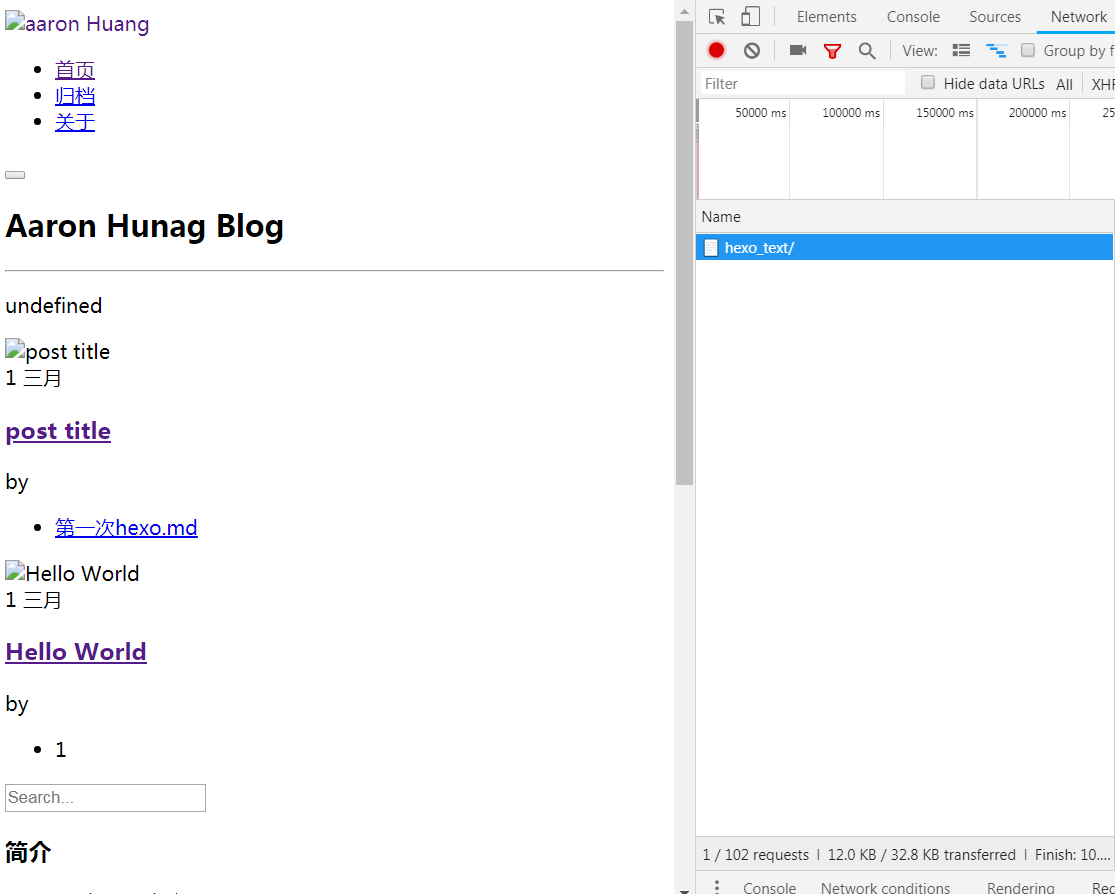 aaron Huang
首页
归档
关于
Aaron Hunag Blog
undefined
post title
1 三月
post title
by
第一次hexo.md
Hello World
1 三月
Hello World
by
1
Search...
简介
Elements Console Sources Network
View: Group by f
Filter Hide data URLs All XHR
50000 ms 100000 ms 150000 ms 200000 ms 25
Name
hexo_text/
1 / 102 requests | 12.0 KB / 32.8 KB transferred | Finish: 10....
Console Network conditions Rendering Rec